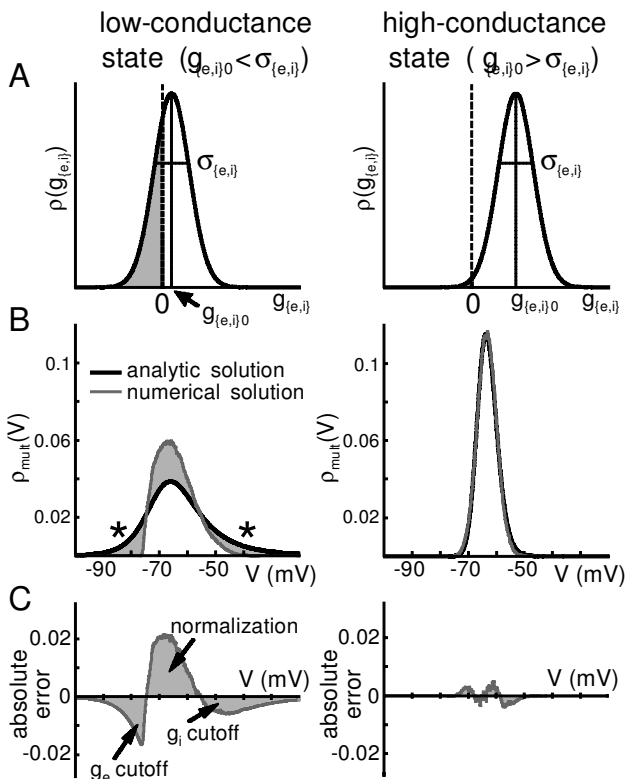 low-conductance
state (g{e,i}0<σ{e,i})
high-conductance
state ( g{e,i}0>σ{e,i})
A
ρ(g{e,i})
σ{e,i}
0
g{e,i}0
g{e,i}
ρ(g{e,i})
σ{e,i}
0
g{e,i}0
g{e,i}
B
ρmult(V)
0.1
0.06
0.02
analytic solution
numerical solution
*
*
-90
-70
-50
V (mV)
ρmult(V)
0.1
0.06
0.02
-90
-70
-50
V (mV)
C
absolute
error
0.02
0
-0.02
normalization
V (mV)
gi cutoff
ge cutoff
absolute
error
0.02
0
-0.02
V (mV)